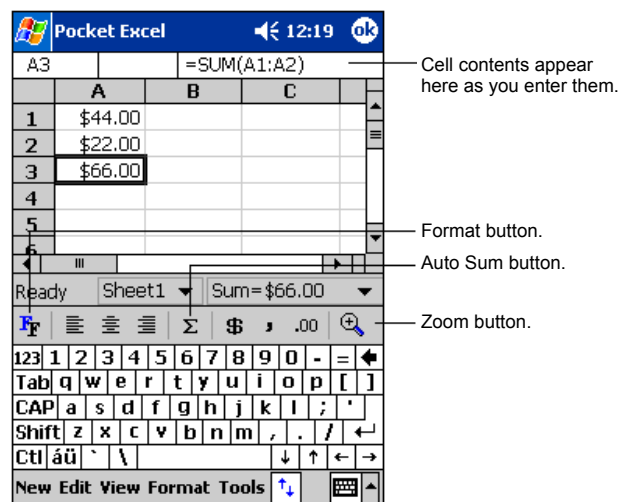 Pocket Excel 12:19 ok
A3 =SUM(A1:A2)
Cell contents appear
here as you enter them.
A B C
1 $44.00
2 $22.00
3 $66.00
4
5
6
Format button.
Auto Sum button.
Ready Sheet1 Sum=$66.00
FF Σ $ , .00
Zoom button.
123 1 2 3 4 5 6 7 8 9 0 - =
Tab q w e r t y u i o p [ ]
CAP a s d f g h j k l ; '
Shift z x c v b n m , . /
Ctl áü ` \ ↓ ↑ ← →
New Edit View Format Tools